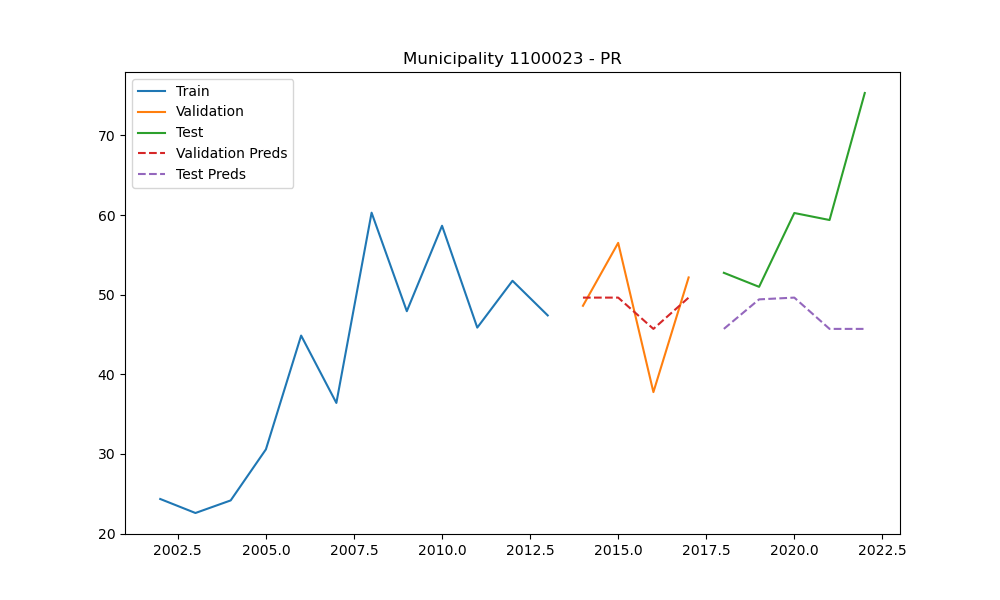 Municipality 1100023 - PR
Train
Validation
Test
Validation Preds
Test Preds
70
60
50
40
30
20
2002.5 2005.0 2007.5 2010.0 2012.5 2015.0 2017.5 2020.0 2022.5